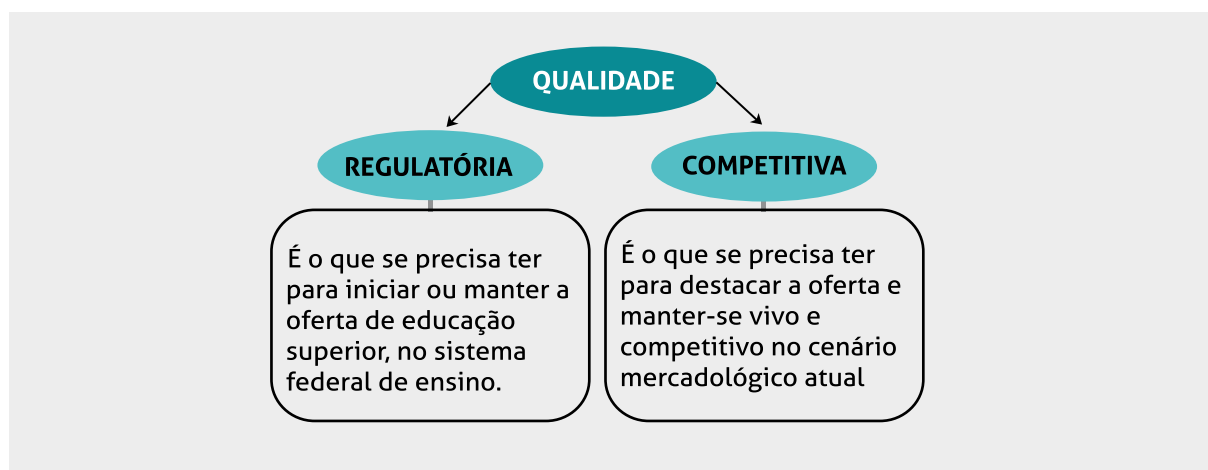 QUALIDADE
REGULATÓRIA
É o que se precisa ter
para iniciar ou manter a
oferta de educação
superior, no sistema
federal de ensino.
COMPETITIVA
É o que se precisa ter
para destacar a oferta e
manter-se vivo e
competitivo no cenário
mercadológico atual